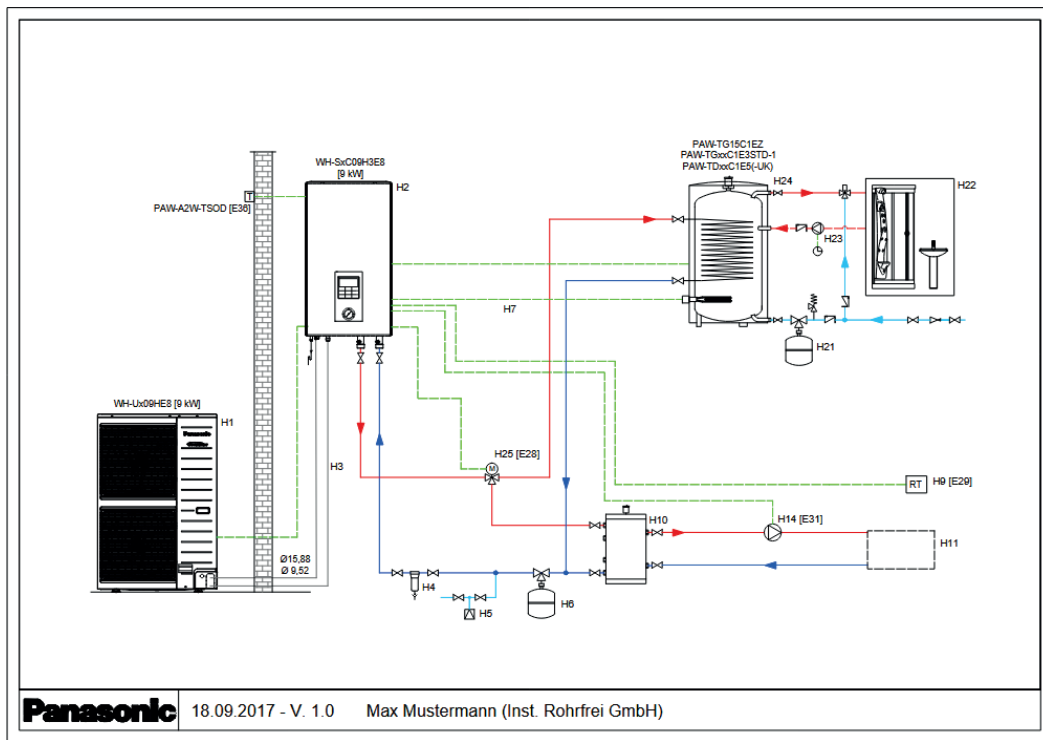 PAW-TG15C1EZ
PAW-TGxxC1E3STD-1
PAW-TDxxC1E5(-UK)
WH-SxC09H3E8
[9 kW]
H2
H24
H22
T
PAW-A2W-TSOD [E36]
H23
H7
H21
WH-Ux09HE8 [9 kW]
H1
Panasonic
H3
H25 [E28]
M
RT
H9 [E29]
H10
H14 [E31]
H11
Ø15,88
Ø 9,52
H4
H5
H6
Panasonic
18.09.2017 - V. 1.0
Max Mustermann (Inst. Rohrfrei GmbH)